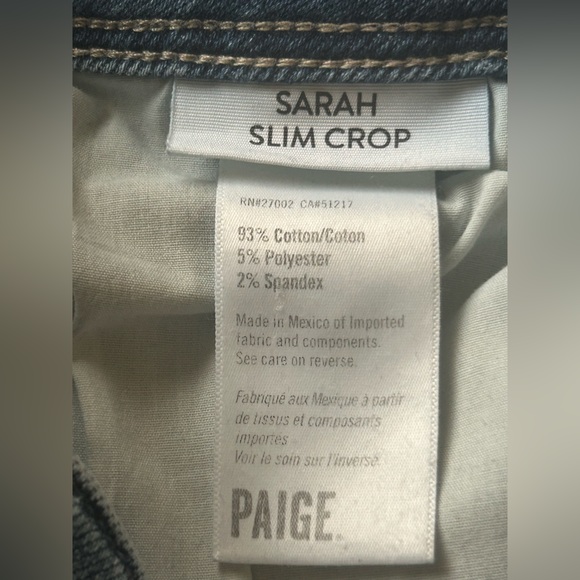 SARAH
SLIM CROP
RN#27002 CA#51217
93% Cotton/Coton
5% Polyester
2% Spandex
Made in Mexico of Imported
fabric and components.
See care on reverse.
Fabriqué aux Mexique à partir
de tissus et composants
importés
Voir le soin sur l'inverse.
PAIGE